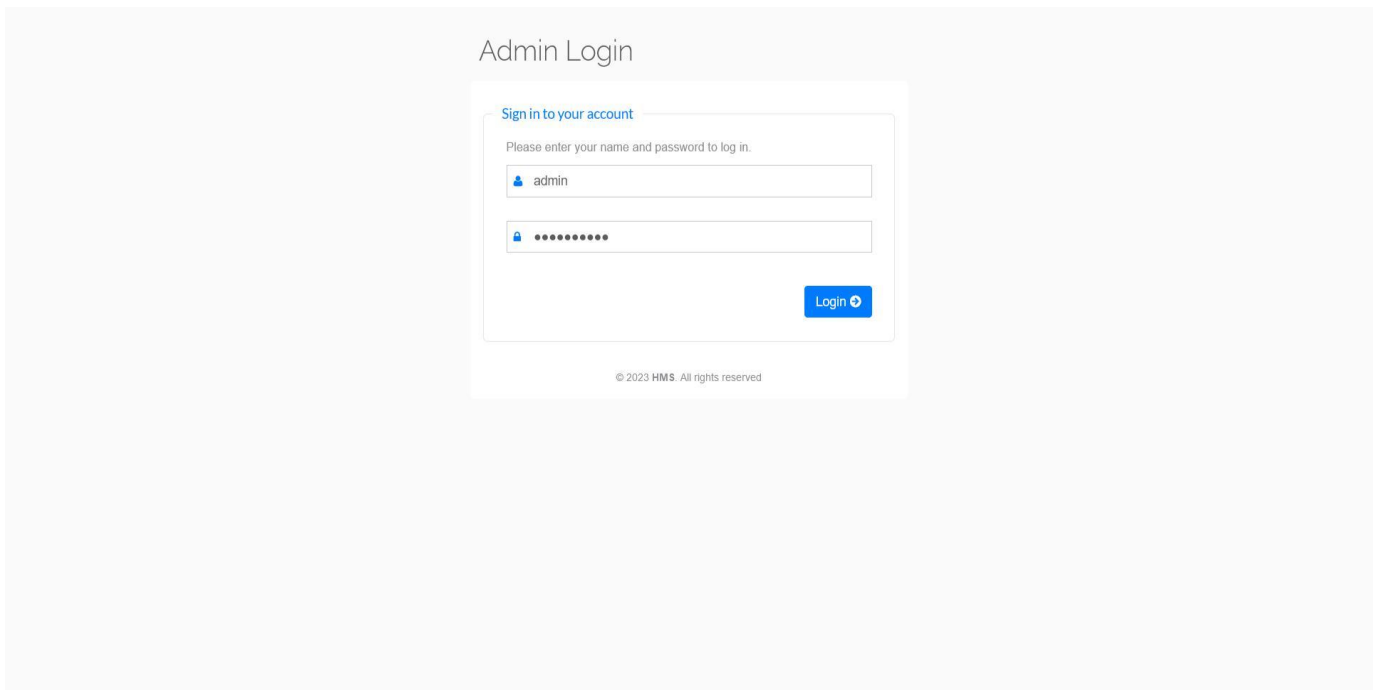 Admin Login
Sign in to your account
Please enter your name and password to log in.
admin
••••••••••
Login
© 2023 HMS. All rights reserved